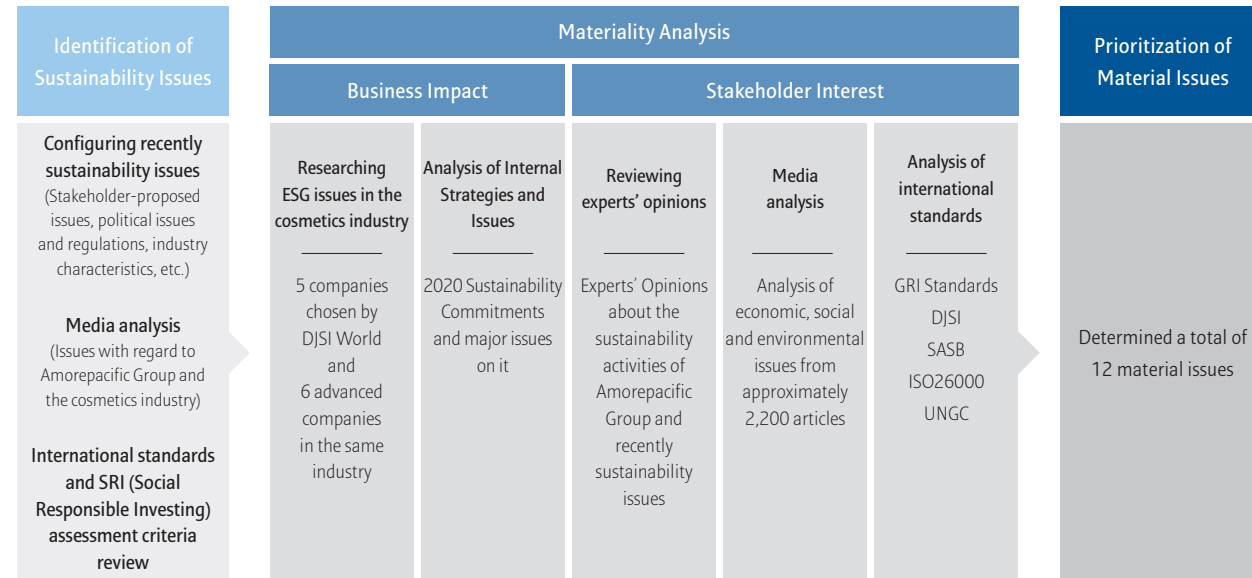 Identification of
Sustainability Issues
Configuring recently
sustainability issues
(Stakeholder-proposed
issues, political issues
and regulations, industry
characteristics, etc.)
Media analysis
(Issues with regard to
Amorepacific Group and
the cosmetics industry)
International standards
and SRI (Social
Responsible Investing)
assessment criteria
review
Materiality Analysis
Business Impact
Researching
ESG issues in the
cosmetics industry
5 companies
chosen by
DJSI World
and
6 advanced
companies
in the same
industry
Analysis of Internal
Strategies and
Issues
2020 Sustainability
Commitments
and major issues
on it
Stakeholder Interest
Reviewing
experts’ opinions
Experts’ Opinions
about the
sustainability
activities of
Amorepacific
Group and
recently
sustainability
issues
Media
analysis
Analysis of
economic, social
and environmental
issues from
approximately
2,200 articles
Analysis of
international
standards
GRI Standards
DJSI
SASB
ISO26000
UNGC
Prioritization of
Material Issues
Determined a total of
12 material issues